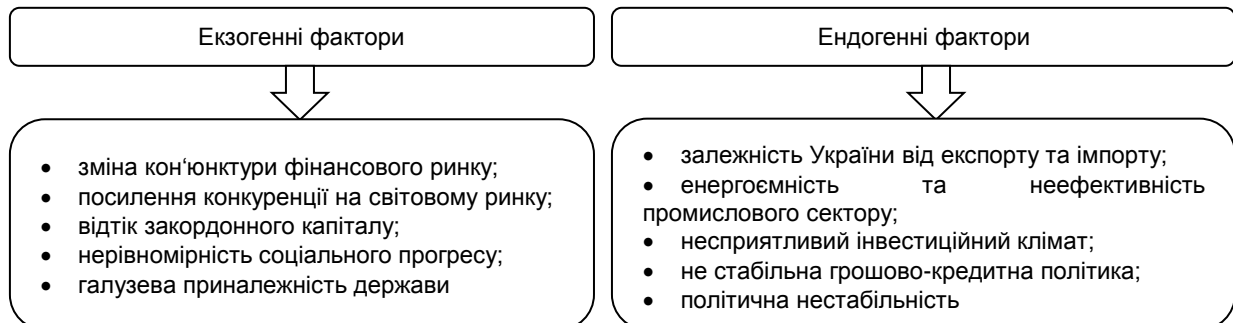 Екзогенні фактори
• зміна кон‘юнктури фінансового ринку;
• посилення конкуренції на світовому ринку;
• відтік закордонного капіталу;
• нерівномірність соціального прогресу;
• галузева приналежність держави
Ендогенні фактори
• залежність України від експорту та імпорту;
• енергоємність та неефективність
промислового сектору;
• несприятливий інвестиційний клімат;
• не стабільна грошово-кредитна політика;
• політична нестабільність